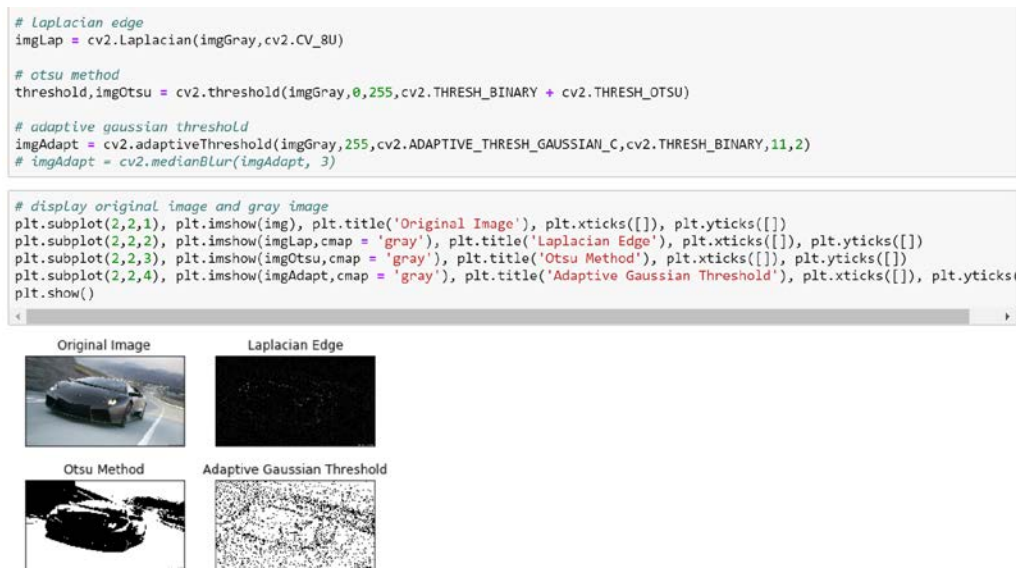 # laplacian edge
imgLap = cv2.Laplacian(imgGray,cv2.CV_8U)
# otsu method
threshold,imgOtsu = cv2.threshold(imgGray,0,255,cv2.THRESH_BINARY + cv2.THRESH_OTSU)
# adaptive gaussian threshold
imgAdapt = cv2.adaptiveThreshold(imgGray,255,cv2.ADAPTIVE_THRESH_GAUSSIAN_C,cv2.THRESH_BINARY,11,2)
# imgAdapt = cv2.medianBlur(imgAdapt, 3)
# display original image and gray image
plt.subplot(2,2,1), plt.imshow(img), plt.title('Original Image'), plt.xticks([]), plt.yticks([])
plt.subplot(2,2,2), plt.imshow(imgLap,cmap = 'gray'), plt.title('Laplacian Edge'), plt.xticks([]), plt.yticks([])
plt.subplot(2,2,3), plt.imshow(imgOtsu,cmap = 'gray'), plt.title('Otsu Method'), plt.xticks([]), plt.yticks([])
plt.subplot(2,2,4), plt.imshow(imgAdapt,cmap = 'gray'), plt.title('Adaptive Gaussian Threshold'), plt.xticks([]), plt.yticks(
plt.show()
Original Image Laplacian Edge
Otsu Method Adaptive Gaussian Threshold